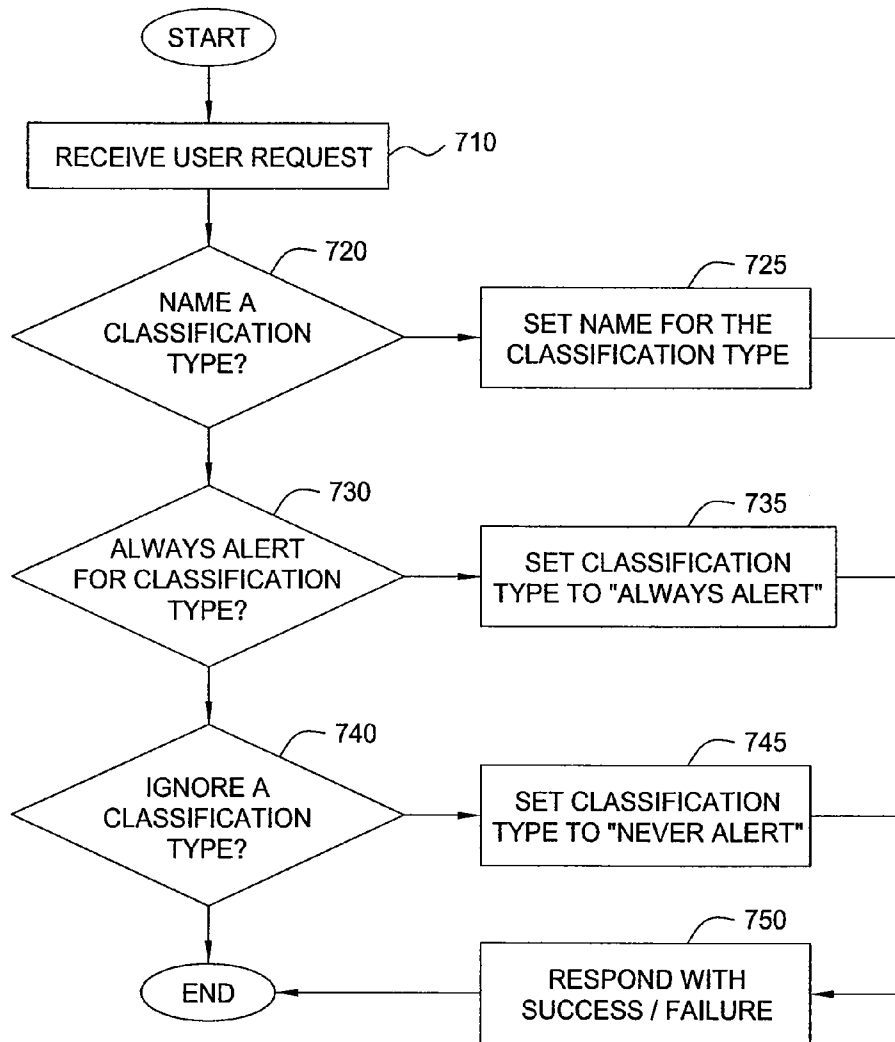 START
RECEIVE USER REQUEST
710
720
NAME A
CLASSIFICATION
TYPE?
725
SET NAME FOR THE
CLASSIFICATION TYPE
730
ALWAYS ALERT
FOR CLASSIFICATION
TYPE?
735
SET CLASSIFICATION
TYPE TO "ALWAYS ALERT"
740
IGNORE A
CLASSIFICATION
TYPE?
745
SET CLASSIFICATION
TYPE TO "NEVER ALERT"
750
RESPOND WITH
SUCCESS / FAILURE
END